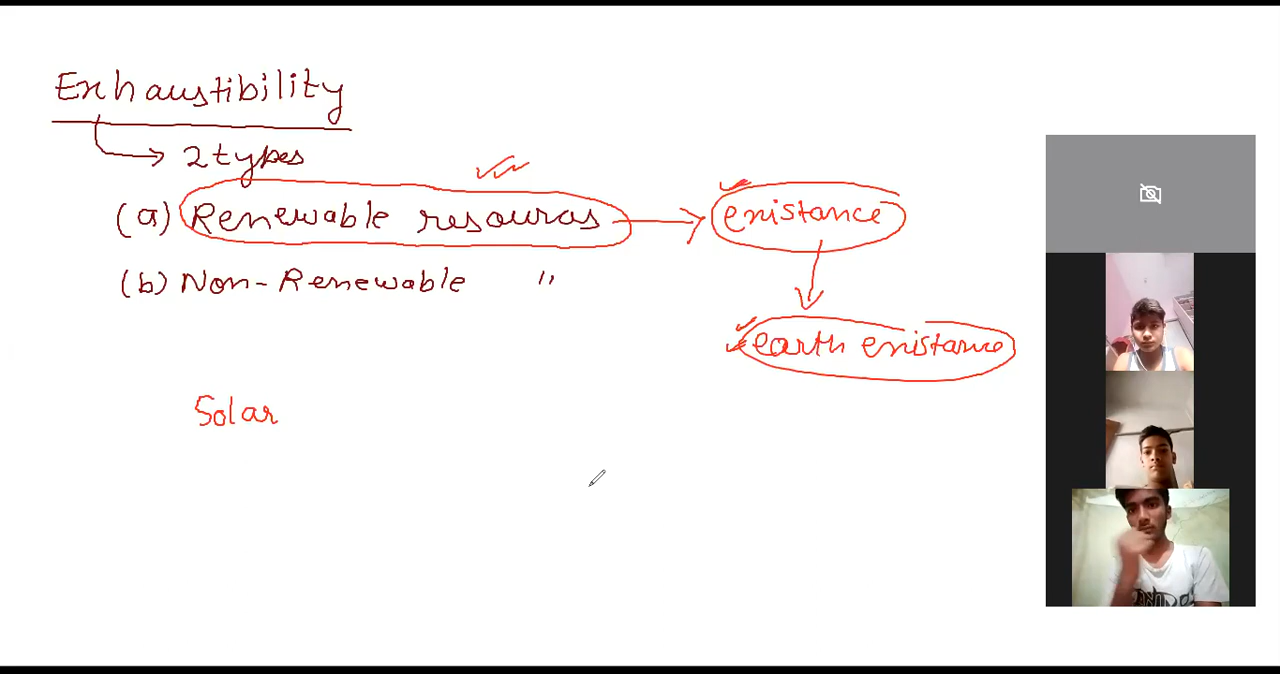 Exhaustibility
2 types
(a) Renewable resources existance
(b) Non-Renewable "
earth existance
Solar